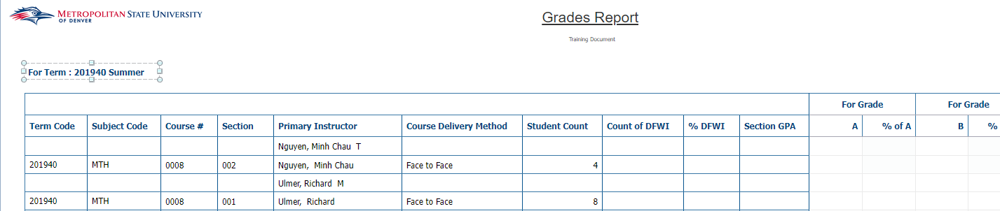 METROPOLITAN STATE UNIVERSITY
OF DENVER
Grades Report
Training Document
For Term : 201940 Summer
For Grade For Grade
Term Code Subject Code Course # Section Primary Instructor Course Delivery Method Student Count Count of DFWI % DFWI Section GPA A % of A B %
Nguyen, Minh Chau T
201940 MTH 0008 002 Nguyen, Minh Chau Face to Face 4
Ulmer, Richard M
201940 MTH 0008 001 Ulmer, Richard Face to Face 8